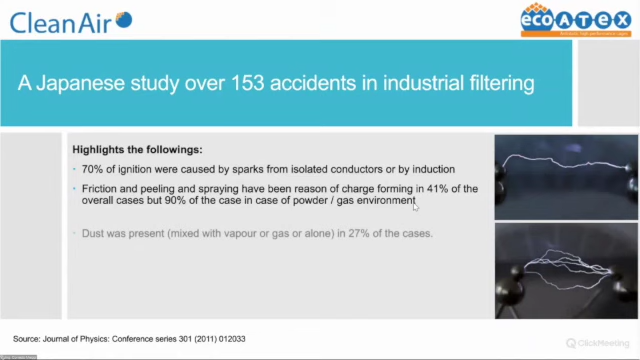 CleanAir
ecoATEX
A Japanese study over 153 accidents in industrial filtering
Highlights the followings:
• 70% of ignition were caused by sparks from isolated conductors or by induction
• Friction and peeling and spraying have been reason of charge forming in 41% of the
overall cases but 90% of the case in case of powder / gas environment
• Dust was present (mixed with vapour or gas or alone) in 27% of the cases.
Source: Journal of Physics: Conference series 301 (2011) 012033
ClickMeeting